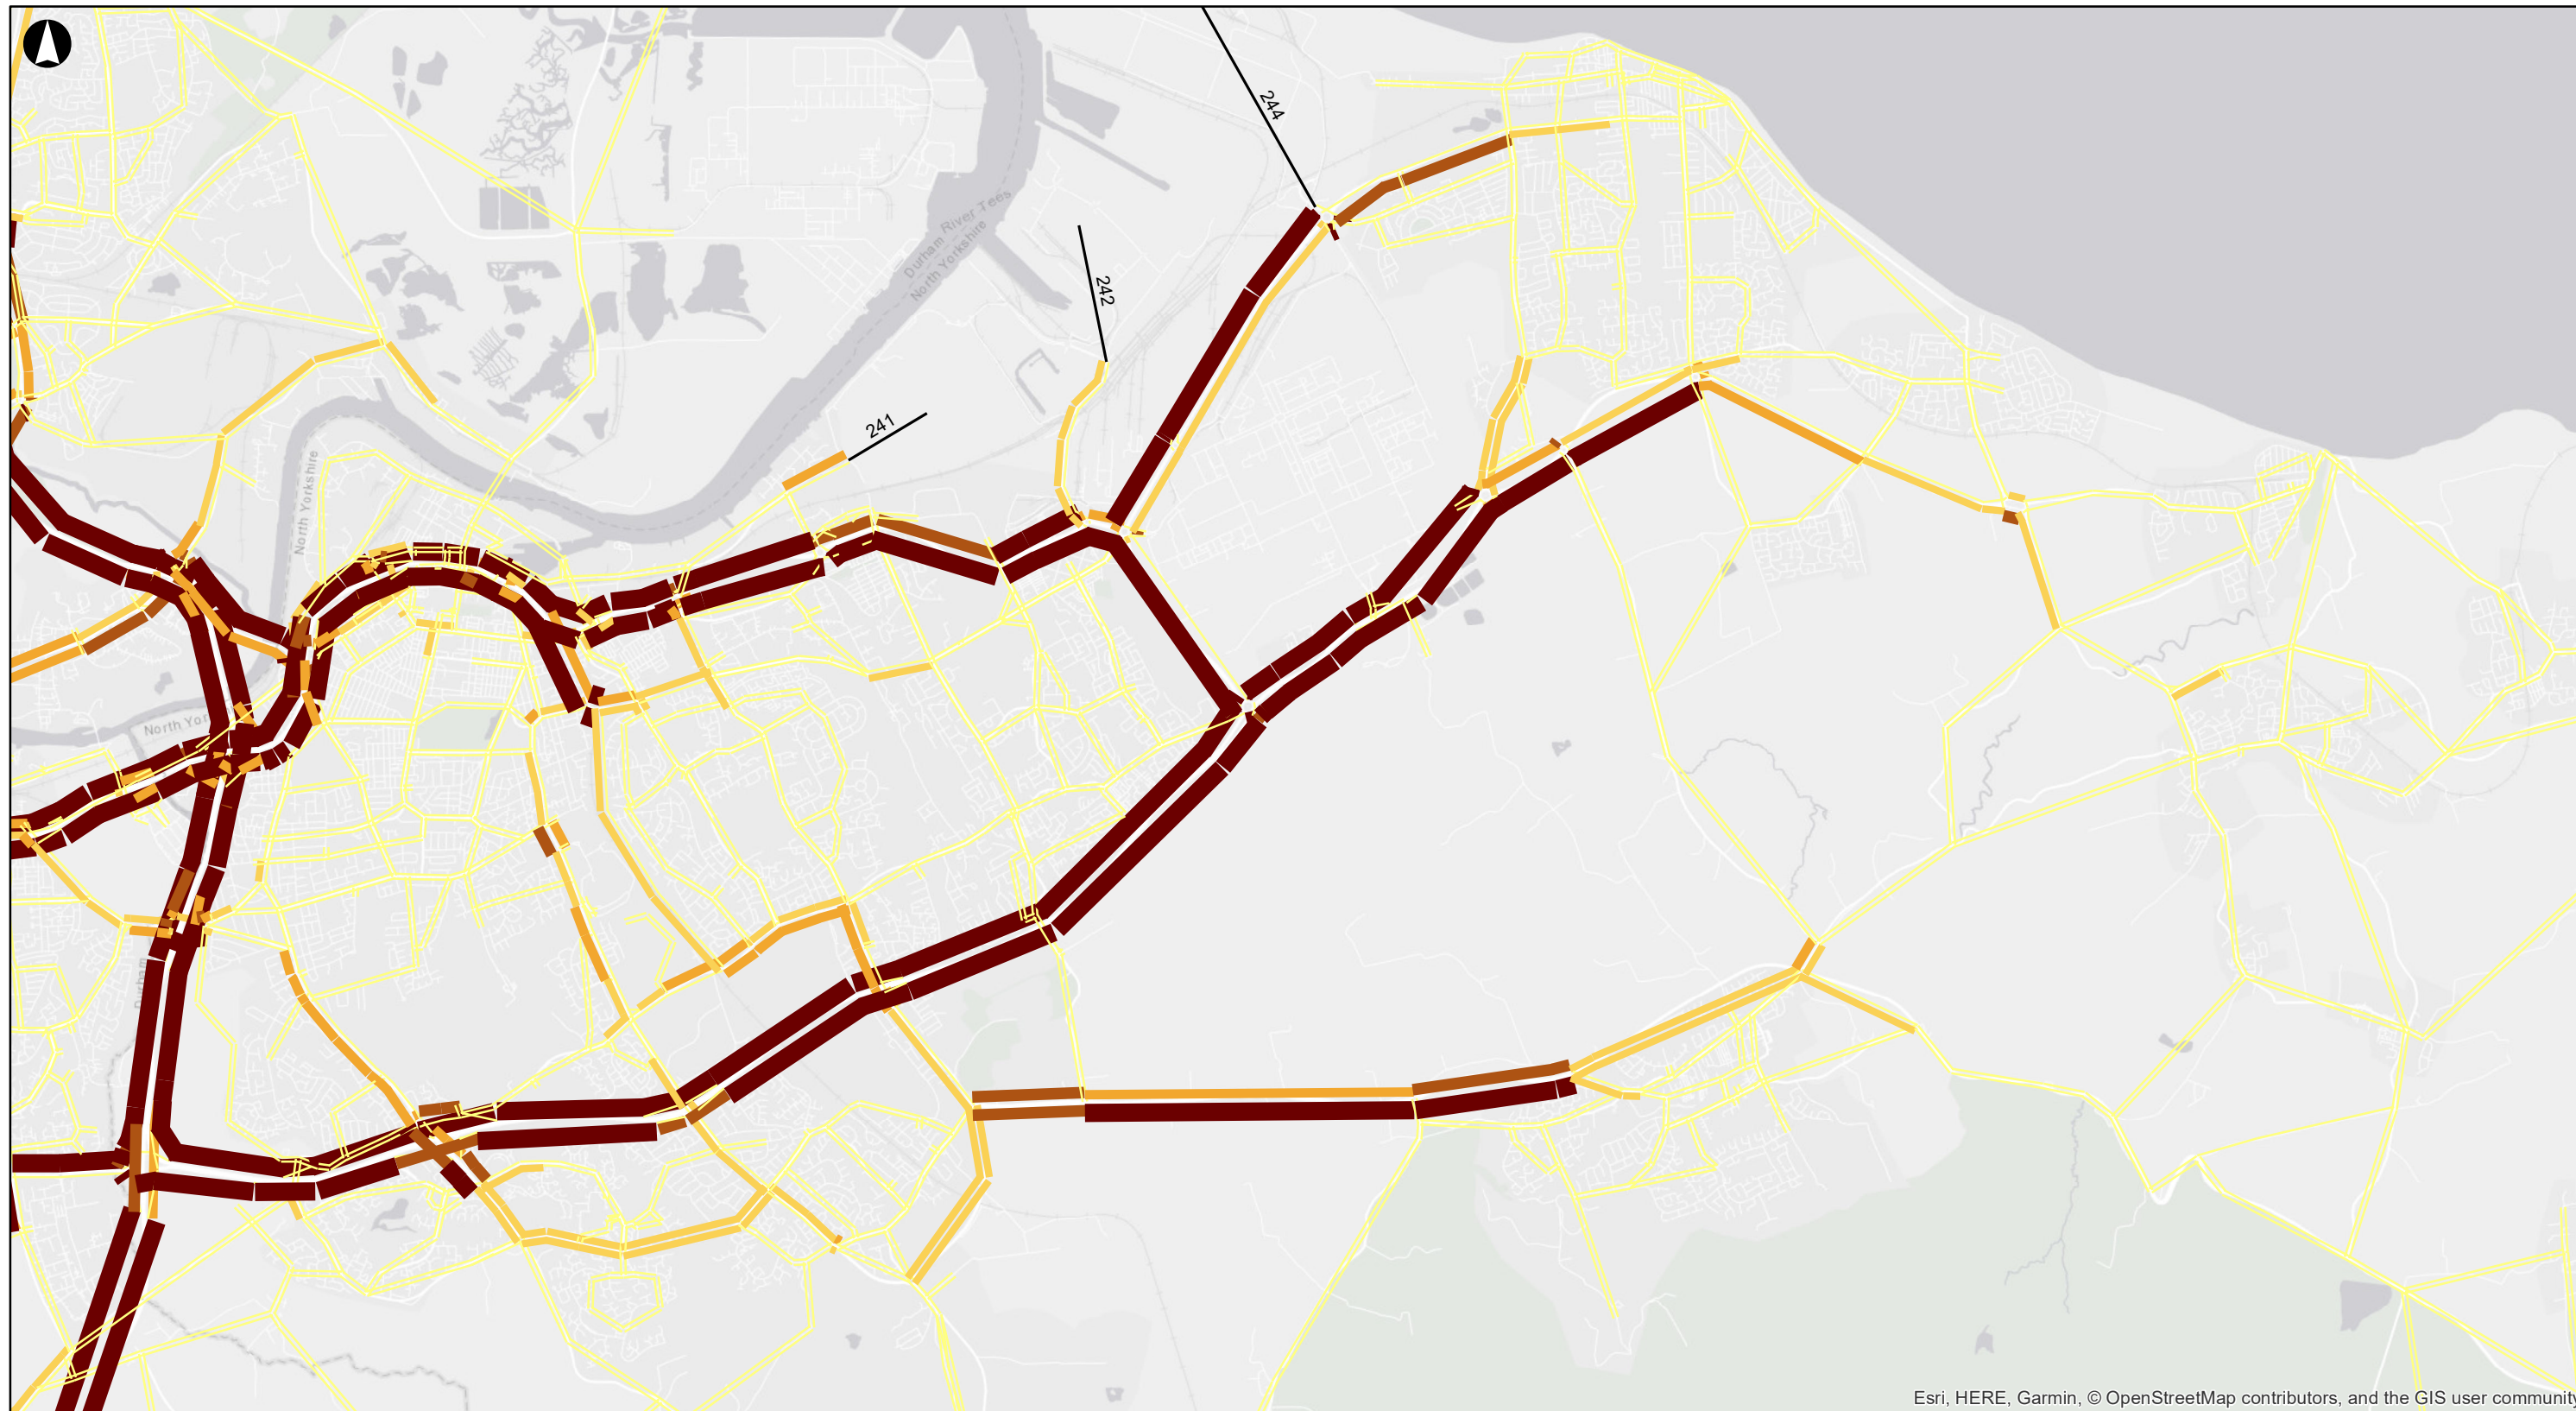 244
Durham River Tees
North Yorkshire
242
241
North Yorkshire
North Yor
Durham
Esri, HERE, Garmin, © OpenStreetMap contributors, and the GIS user community